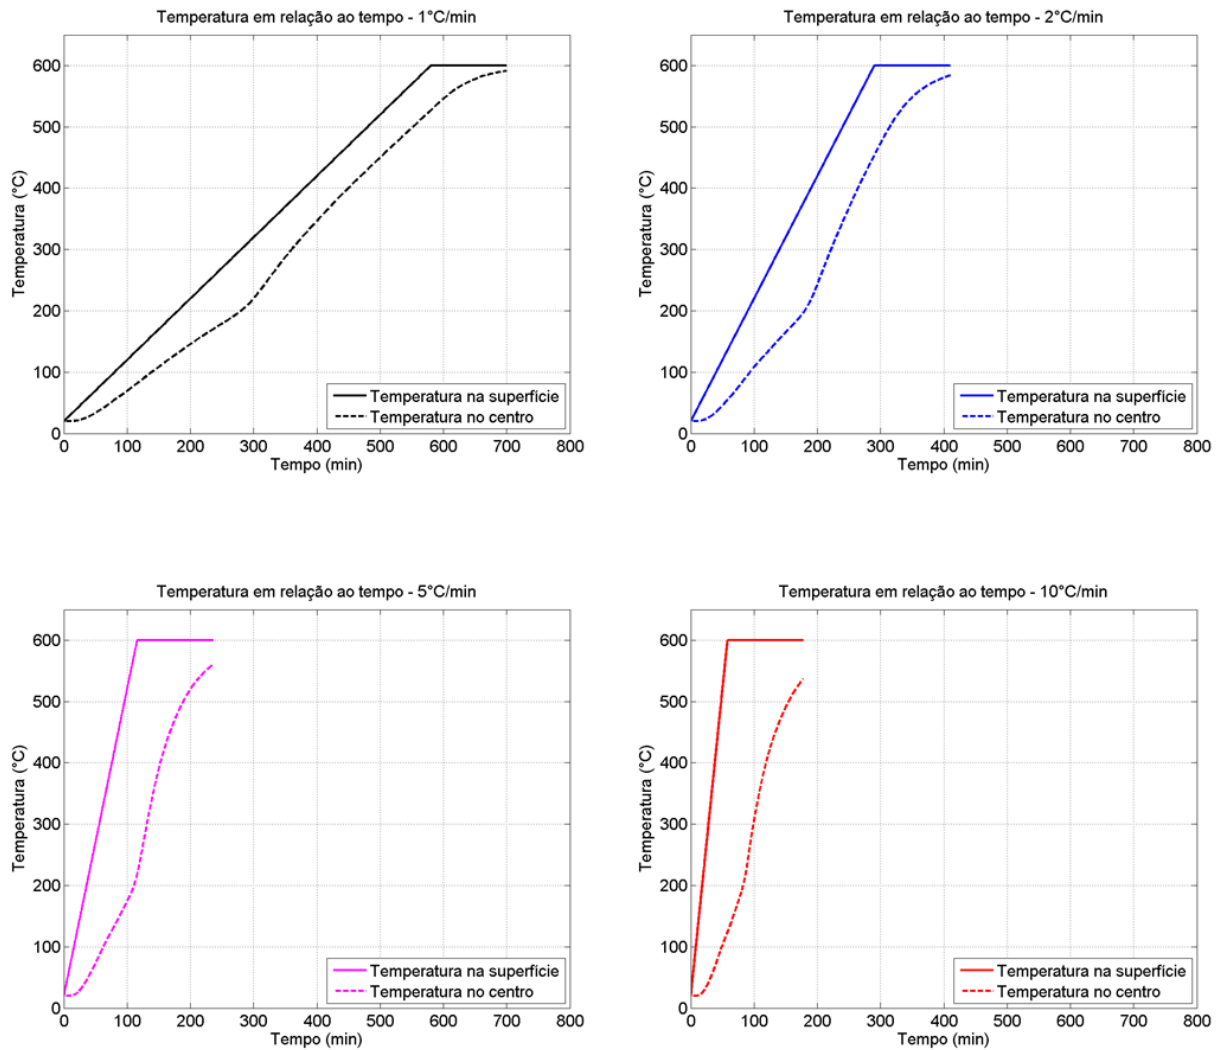 Temperatura em relação ao tempo - 1°C/min
Temperatura (°C)
600
500
400
300
200
100
0
Temperatura na superfície
Temperatura no centro
0 100 200 300 400 500 600 700 800
Tempo (min)
Temperatura em relação ao tempo - 2°C/min
Temperatura (°C)
600
500
400
300
200
100
0
Temperatura na superfície
Temperatura no centro
0 100 200 300 400 500 600 700 800
Tempo (min)
Temperatura em relação ao tempo - 5°C/min
Temperatura (°C)
600
500
400
300
200
100
0
Temperatura na superfície
Temperatura no centro
0 100 200 300 400 500 600 700 800
Tempo (min)
Temperatura em relação ao tempo - 10°C/min
Temperatura (°C)
600
500
400
300
200
100
0
Temperatura na superfície
Temperatura no centro
0 100 200 300 400 500 600 700 800
Tempo (min)